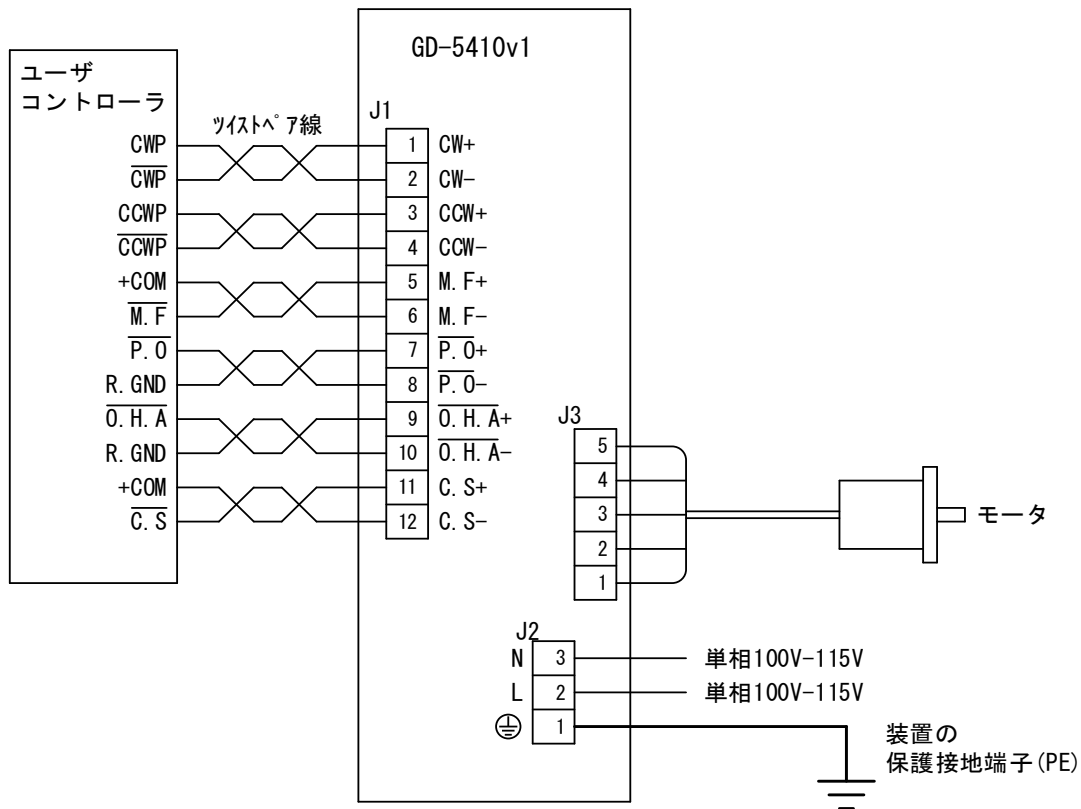 GD-5410v1
ユーザ
コントローラ
ツイストペア線
J1
CWP 1 CW+
C̅W̅P̅ 2 CW-
CCWP 3 CCW+
C̅C̅W̅P̅ 4 CCW-
+COM 5 M.F+
M̅.̅F̅ 6 M.F-
P̅.̅O̅ 7 P̅.̅O̅+
R.GND 8 P̅.̅O̅-
O̅.̅H̅.̅A̅ 9 O̅.̅H̅.̅A̅+
R.GND 10 O̅.̅H̅.̅A̅-
+COM 11 C.S+
C̅.̅S̅ 12 C.S-
J3
5
4
3
2
1
モータ
J2
N 3 単相100V-115V
L 2 単相100V-115V
1
装置の
保護接地端子(PE)